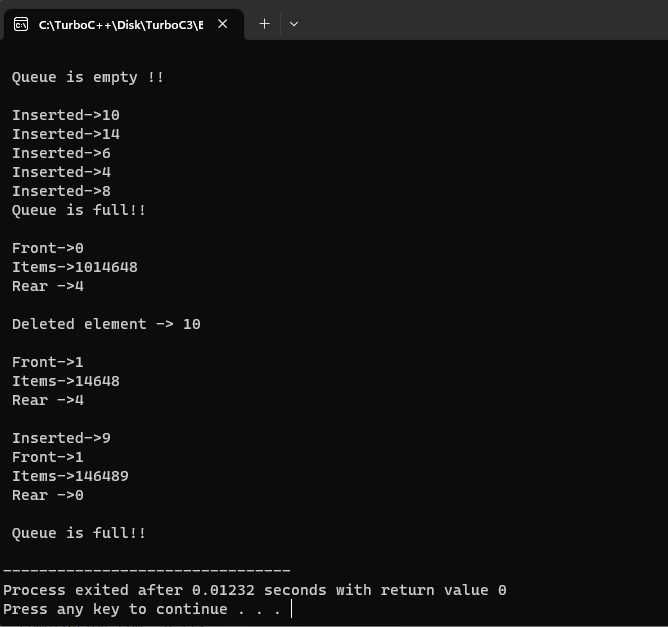 C:\TurboC++\Disk\TurboC3\E
Queue is empty !!
Inserted->10
Inserted->14
Inserted->6
Inserted->4
Inserted->8
Queue is full!!
Front->0
Items->1014648
Rear ->4
Deleted element -> 10
Front->1
Items->14648
Rear ->4
Inserted->9
Front->1
Items->146489
Rear ->0
Queue is full!!
--------------------------------
Process exited after 0.01232 seconds with return value 0
Press any key to continue . . .